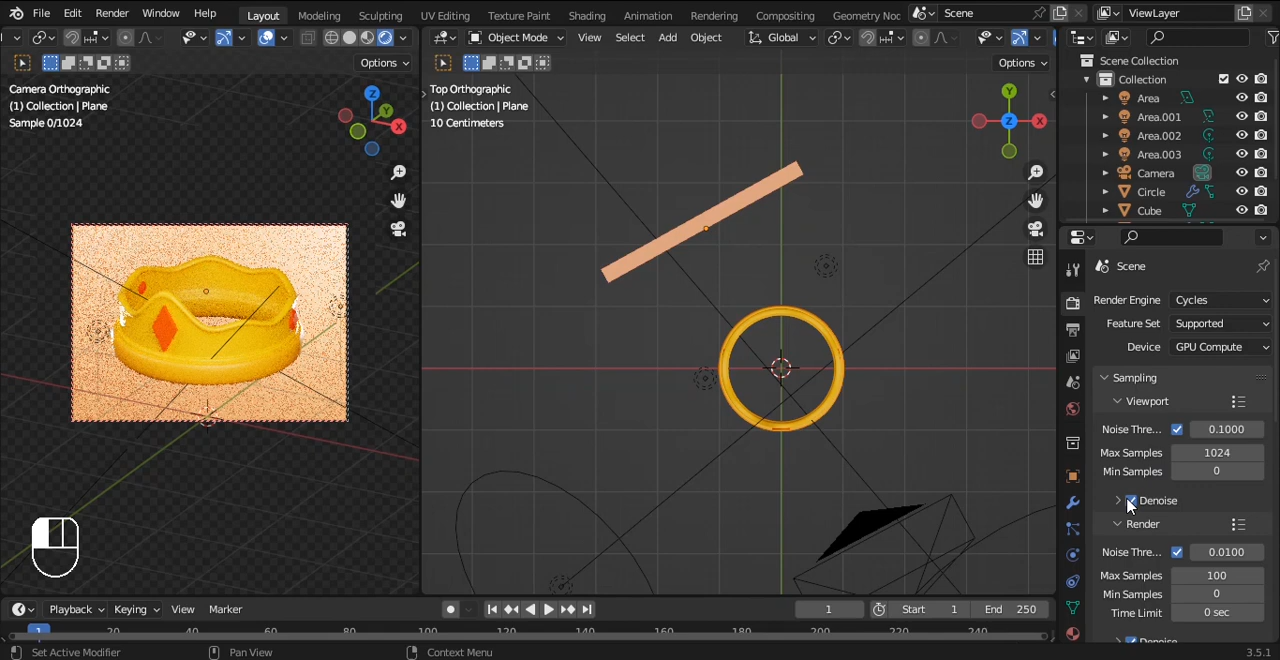 File Edit Render Window Help Layout Modeling Sculpting UV Editing Texture Paint Shading Animation Rendering Compositing Geometry Noc Scene ViewLayer
Options Object Mode View Select Add Object Global Options
Camera Orthographic
(1) Collection | Plane
Sample 0/1024
Z
Y
X
Top Orthographic
(1) Collection | Plane
10 Centimeters
Y
Z
X
Scene Collection
Collection
Area
Area.001
Area.002
Area.003
Camera
Circle
Cube
Scene
Render Engine Cycles
Feature Set Supported
Device GPU Compute
Sampling
Viewport
Noise Thre... 0.1000
Max Samples 1024
Min Samples 0
Denoise
Render
Noise Thre... 0.0100
Max Samples 100
Min Samples 0
Time Limit 0 sec
Denoise
Playback Keying View Marker 1 Start 1 End 250
1 20 40 60 80 100 120 140 160 180 200 220 240
Set Active Modifier Pan View Context Menu 3.5.1